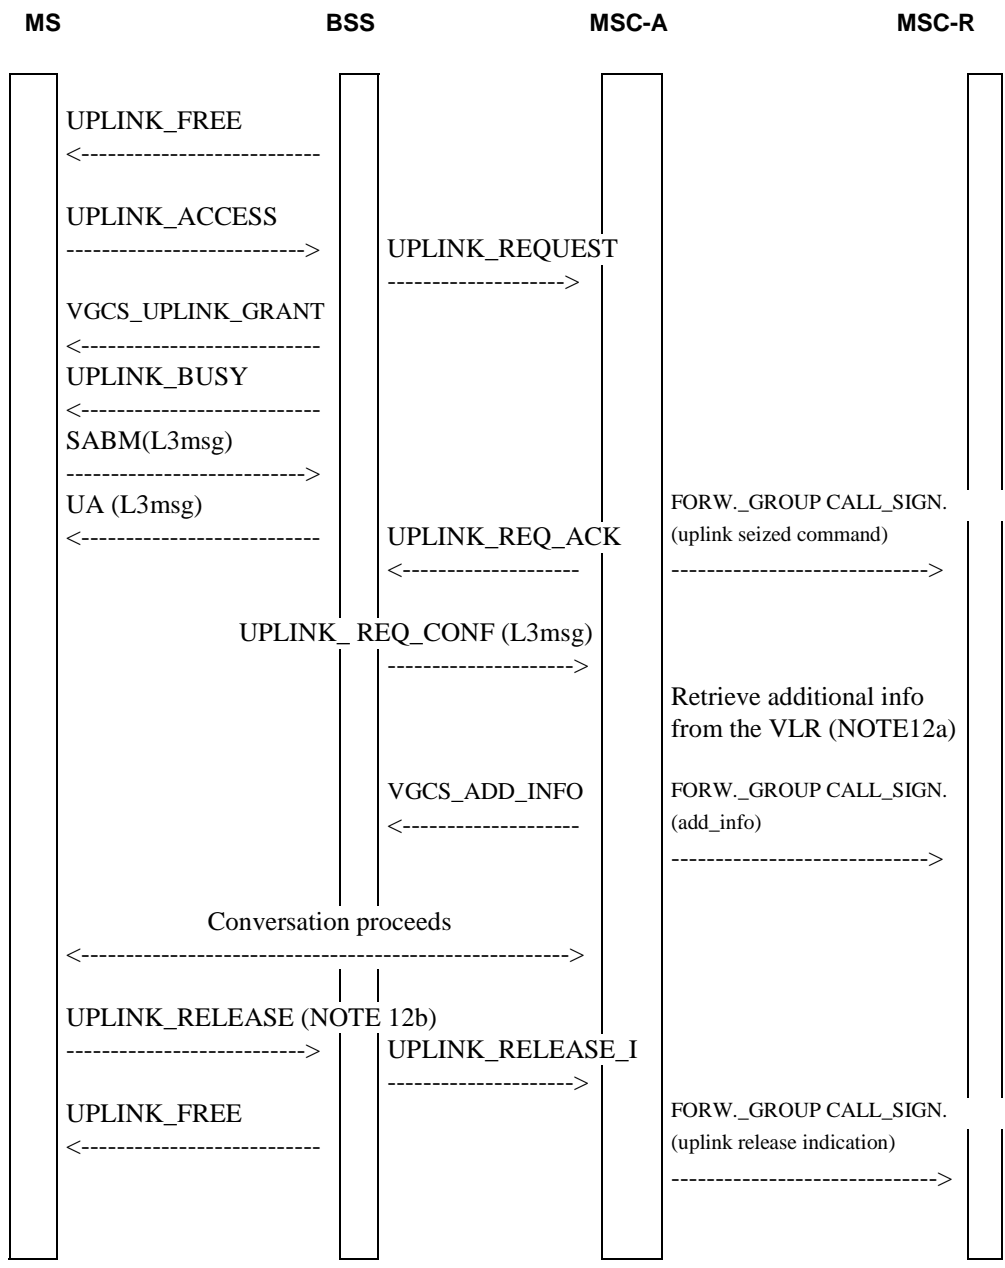 MS BSS MSC-A MSC-R
UPLINK_FREE
<---------------------------
UPLINK_ACCESS
--------------------------->
UPLINK_REQUEST
-------------------->
VGCS_UPLINK_GRANT
<---------------------------
UPLINK_BUSY
<---------------------------
SABM(L3msg)
--------------------------->
UA (L3msg)
<---------------------------
FORW._GROUP CALL_SIGN.
(uplink seized command)
UPLINK_REQ_ACK
<--------------------
----------------------------->
UPLINK_ REQ_CONF (L3msg)
--------------------->
Retrieve additional info
from the VLR (NOTE12a)
VGCS_ADD_INFO
<--------------------
FORW._GROUP CALL_SIGN.
(add_info)
----------------------------->
Conversation proceeds
<------------------------------------------------------->
UPLINK_RELEASE (NOTE 12b)
--------------------------->
UPLINK_RELEASE_I
--------------------->
UPLINK_FREE
<---------------------------
FORW._GROUP CALL_SIGN.
(uplink release indication)
------------------------------>